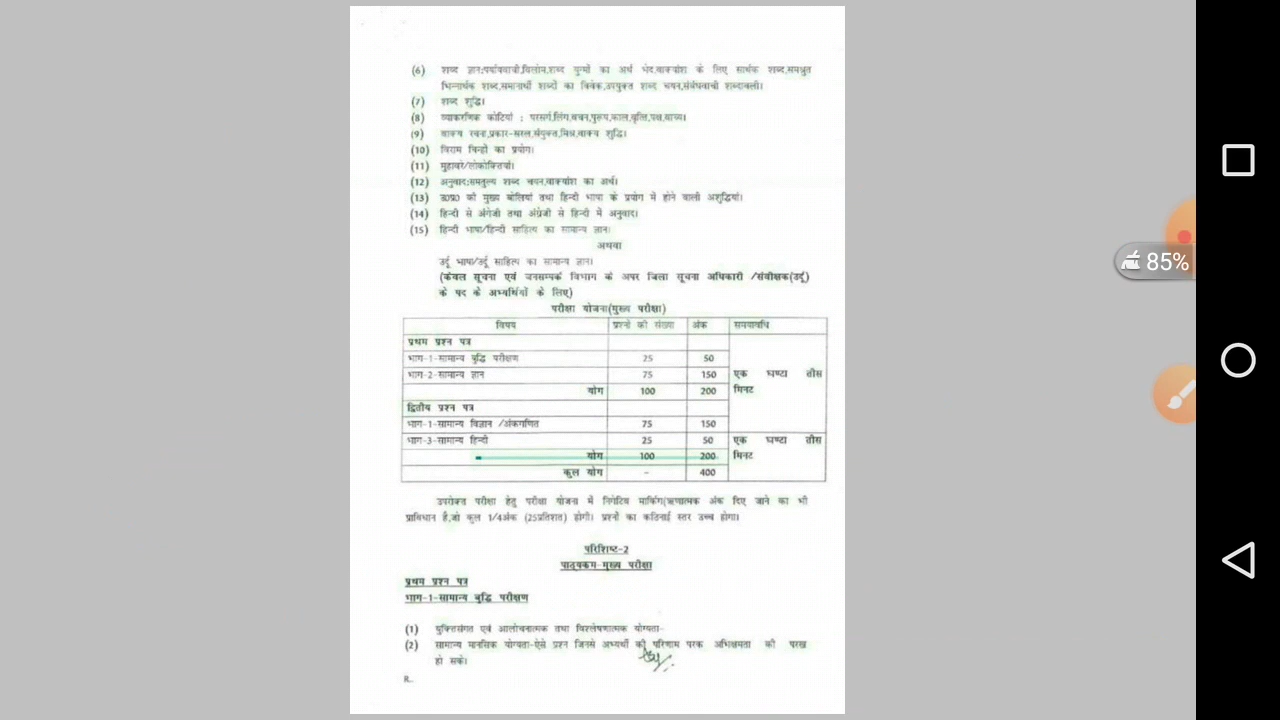 (6) शब्द ज्ञान:पर्यायवाची,विलोम,शब्द युग्मों का अर्थ भेद,वाक्यांश के लिए सार्थक शब्द,समश्रुत
भिन्नार्थक शब्द,समानार्थी शब्दों का विवेक,उपयुक्त शब्द चयन,संबंधवाची शब्दावली।
(7) शब्द शुद्धि।
(8) व्याकरणिक कोटियां : परसर्ग,लिंग,वचन,पुरूष,काल,वृत्ति,पक्ष,वाच्य।
(9) वाक्य रचना,प्रकार-सरल,संयुक्त,मिश्र,वाक्य शुद्धि।
(10) विराम चिन्हों का प्रयोग।
(11) मुहावरे/लोकोक्तियां।
(12) अनुवाद:समतुल्य शब्द चयन,वाक्यांश का अर्थ।
(13) उ0प्र0 की मुख्य बोलियां तथा हिन्दी भाषा के प्रयोग में होने वाली अशुद्धियां।
(14) हिन्दी से अंग्रेजी तथा अंग्रेजी से हिन्दी में अनुवाद।
(15) हिन्दी भाषा/हिन्दी साहित्य का सामान्य ज्ञान।
अथवा
उर्दू भाषा/उर्दू साहित्य का सामान्य ज्ञान।
(केवल सूचना एवं जनसम्पर्क विभाग के अपर जिला सूचना अधिकारी /संवीक्षक(उर्दू)
के पद के अभ्यर्थियों के लिए)
परीक्षा योजना(मुख्य परीक्षा)
विषय प्रश्नों की संख्या अंक समयावधि
प्रथम प्रश्न पत्र
भाग-1-सामान्य बुद्धि परीक्षण 25 50
भाग-2-सामान्य ज्ञान 75 150 एक घण्टा तीस
योग 100 200 मिनट
द्वितीय प्रश्न पत्र
भाग-1-सामान्य विज्ञान /अंकगणित 75 150
भाग-3-सामान्य हिन्दी 25 50 एक घण्टा तीस
योग 100 200 मिनट
कुल योग - 400
उपरोक्त परीक्षा हेतु परीक्षा योजना में निगेटिव मार्किंग(ऋणात्मक अंक दिए जाने का भी
प्राविधान है,जो कुल 1/4अंक (25प्रतिशत) होगी। प्रश्नों का कठिनाई स्तर उच्च होगा।
परिशिष्ट-2
पाठ्यक्रम-मुख्य परीक्षा
प्रथम प्रश्न पत्र
भाग-1-सामान्य बुद्धि परीक्षण
(1) युक्तिसंगत एवं आलोचनात्मक तथा विश्लेषणात्मक योग्यता-
(2) सामान्य मानसिक योग्यता-ऐसे प्रश्न जिनसे अभ्यर्थी की परिणाम परक अभिक्षमता की परख
हो सके।
R.
85%